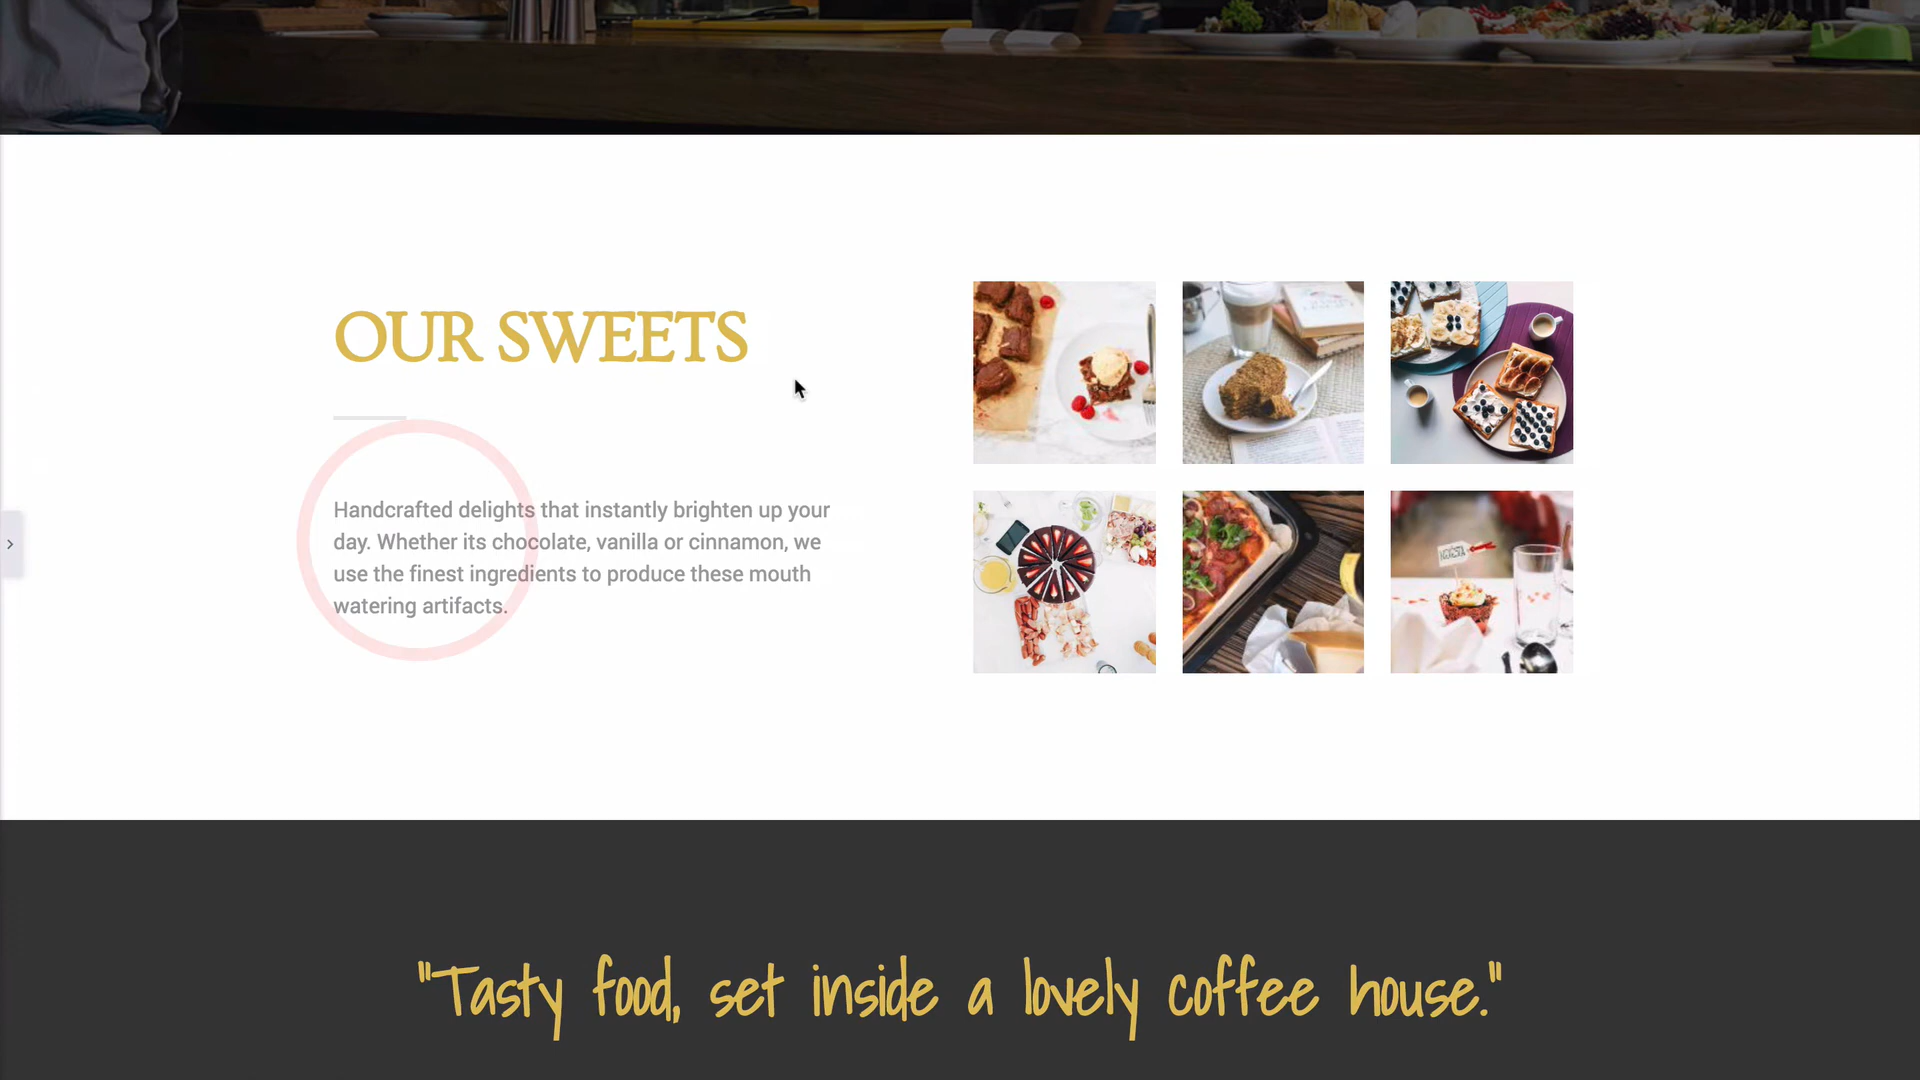 OUR SWEETS
Handcrafted delights that instantly brighten up your
day. Whether its chocolate, vanilla or cinnamon, we
use the finest ingredients to produce these mouth
watering artifacts.
"Tasty food, set inside a lovely coffee house."